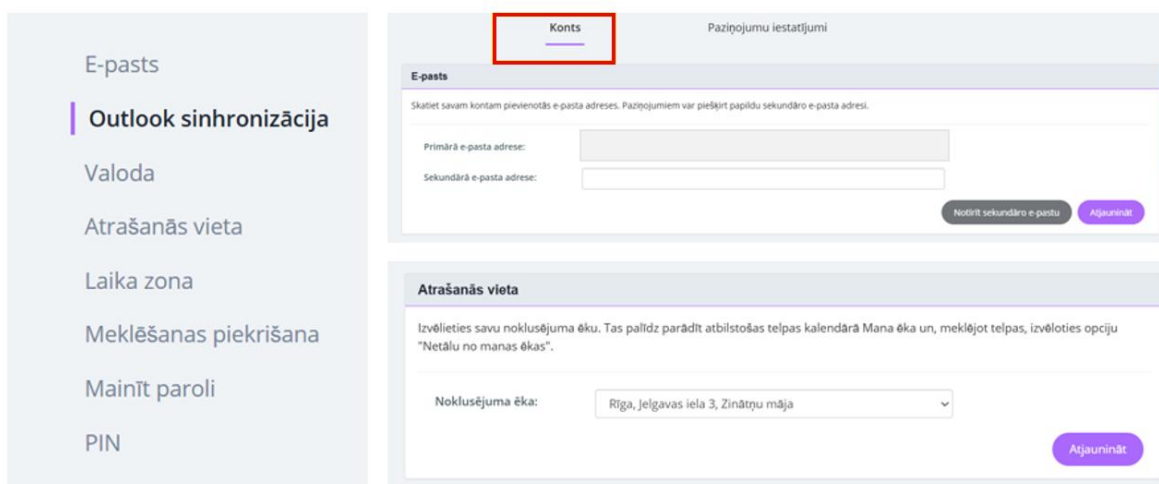 E-pasts
Outlook sinhronizācija
Valoda
Atrašanās vieta
Laika zona
Meklēšanas piekrišana
Mainīt paroli
PIN
Konts
Paziņojumu iestatījumi
E-pasts
Skatiet savam kontam pievienotās e-pasta adreses. Paziņojumiem var piešķirt papildu sekundāro e-pasta adresi.
Primārā e-pasta adrese:
Sekundārā e-pasta adrese:
Notīrīt sekundāro e-pastu
Atjaunināt
Atrašanās vieta
Izvēlieties savu noklusējuma ēku. Tas palīdz parādīt atbilstošas telpas kalendārā Mana ēka un, meklējot telpas, izvēloties opciju
"Netālu no manas ēkas".
Noklusējuma ēka:
Rīga, Jelgavas iela 3, Zinātņu māja
Atjaunināt